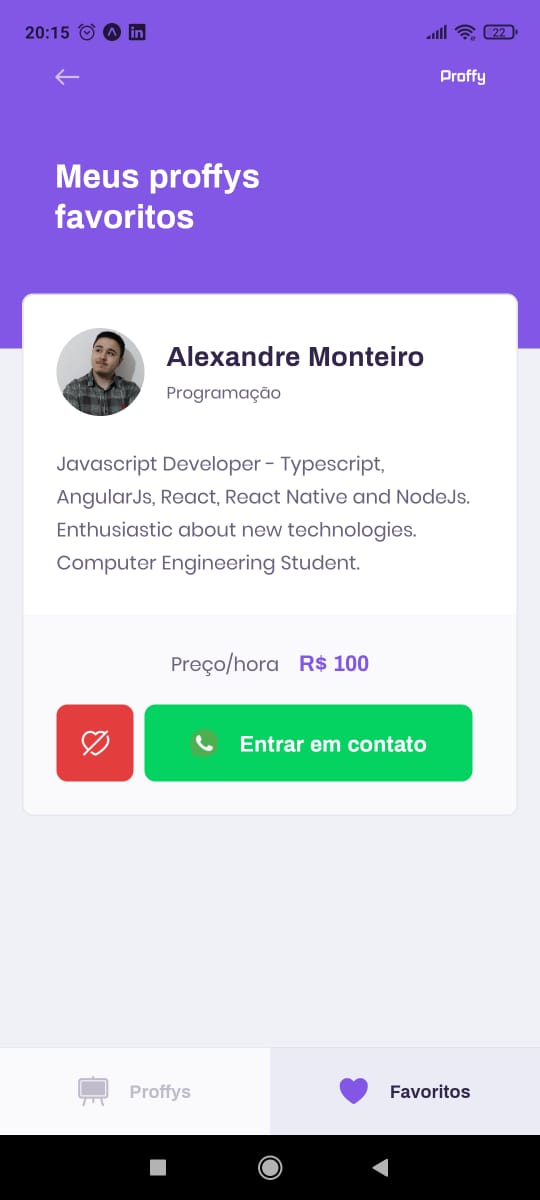 20:15
22
Proffy
Meus proffys
favoritos
Alexandre Monteiro
Programação
Javascript Developer - Typescript,
AngularJs, React, React Native and NodeJs.
Enthusiastic about new technologies.
Computer Engineering Student.
Preço/hora R$ 100
Entrar em contato
Proffys
Favoritos